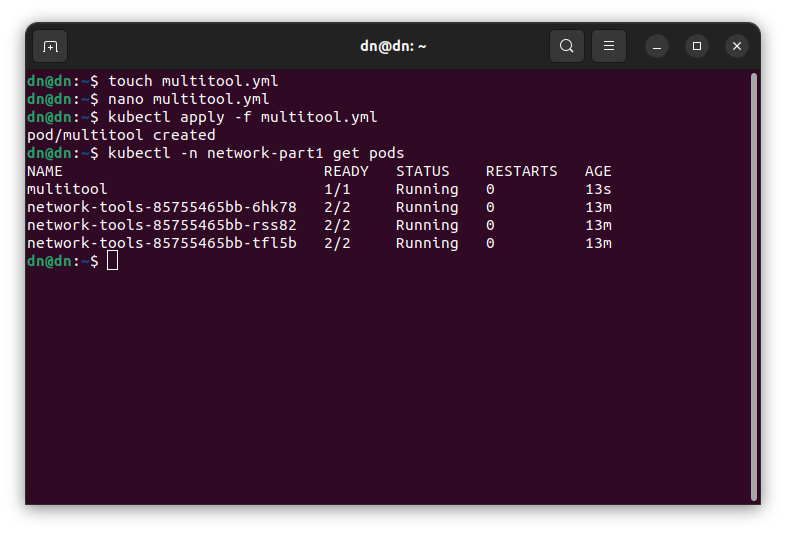 dn@dn: ~
dn@dn:~$ touch multitool.yml
dn@dn:~$ nano multitool.yml
dn@dn:~$ kubectl apply -f multitool.yml
pod/multitool created
dn@dn:~$ kubectl -n network-part1 get pods
NAME                             READY   STATUS    RESTARTS   AGE
multitool                        1/1     Running   0          13s
network-tools-85755465bb-6hk78   2/2     Running   0          13m
network-tools-85755465bb-rss82   2/2     Running   0          13m
network-tools-85755465bb-tfl5b   2/2     Running   0          13m
dn@dn:~$